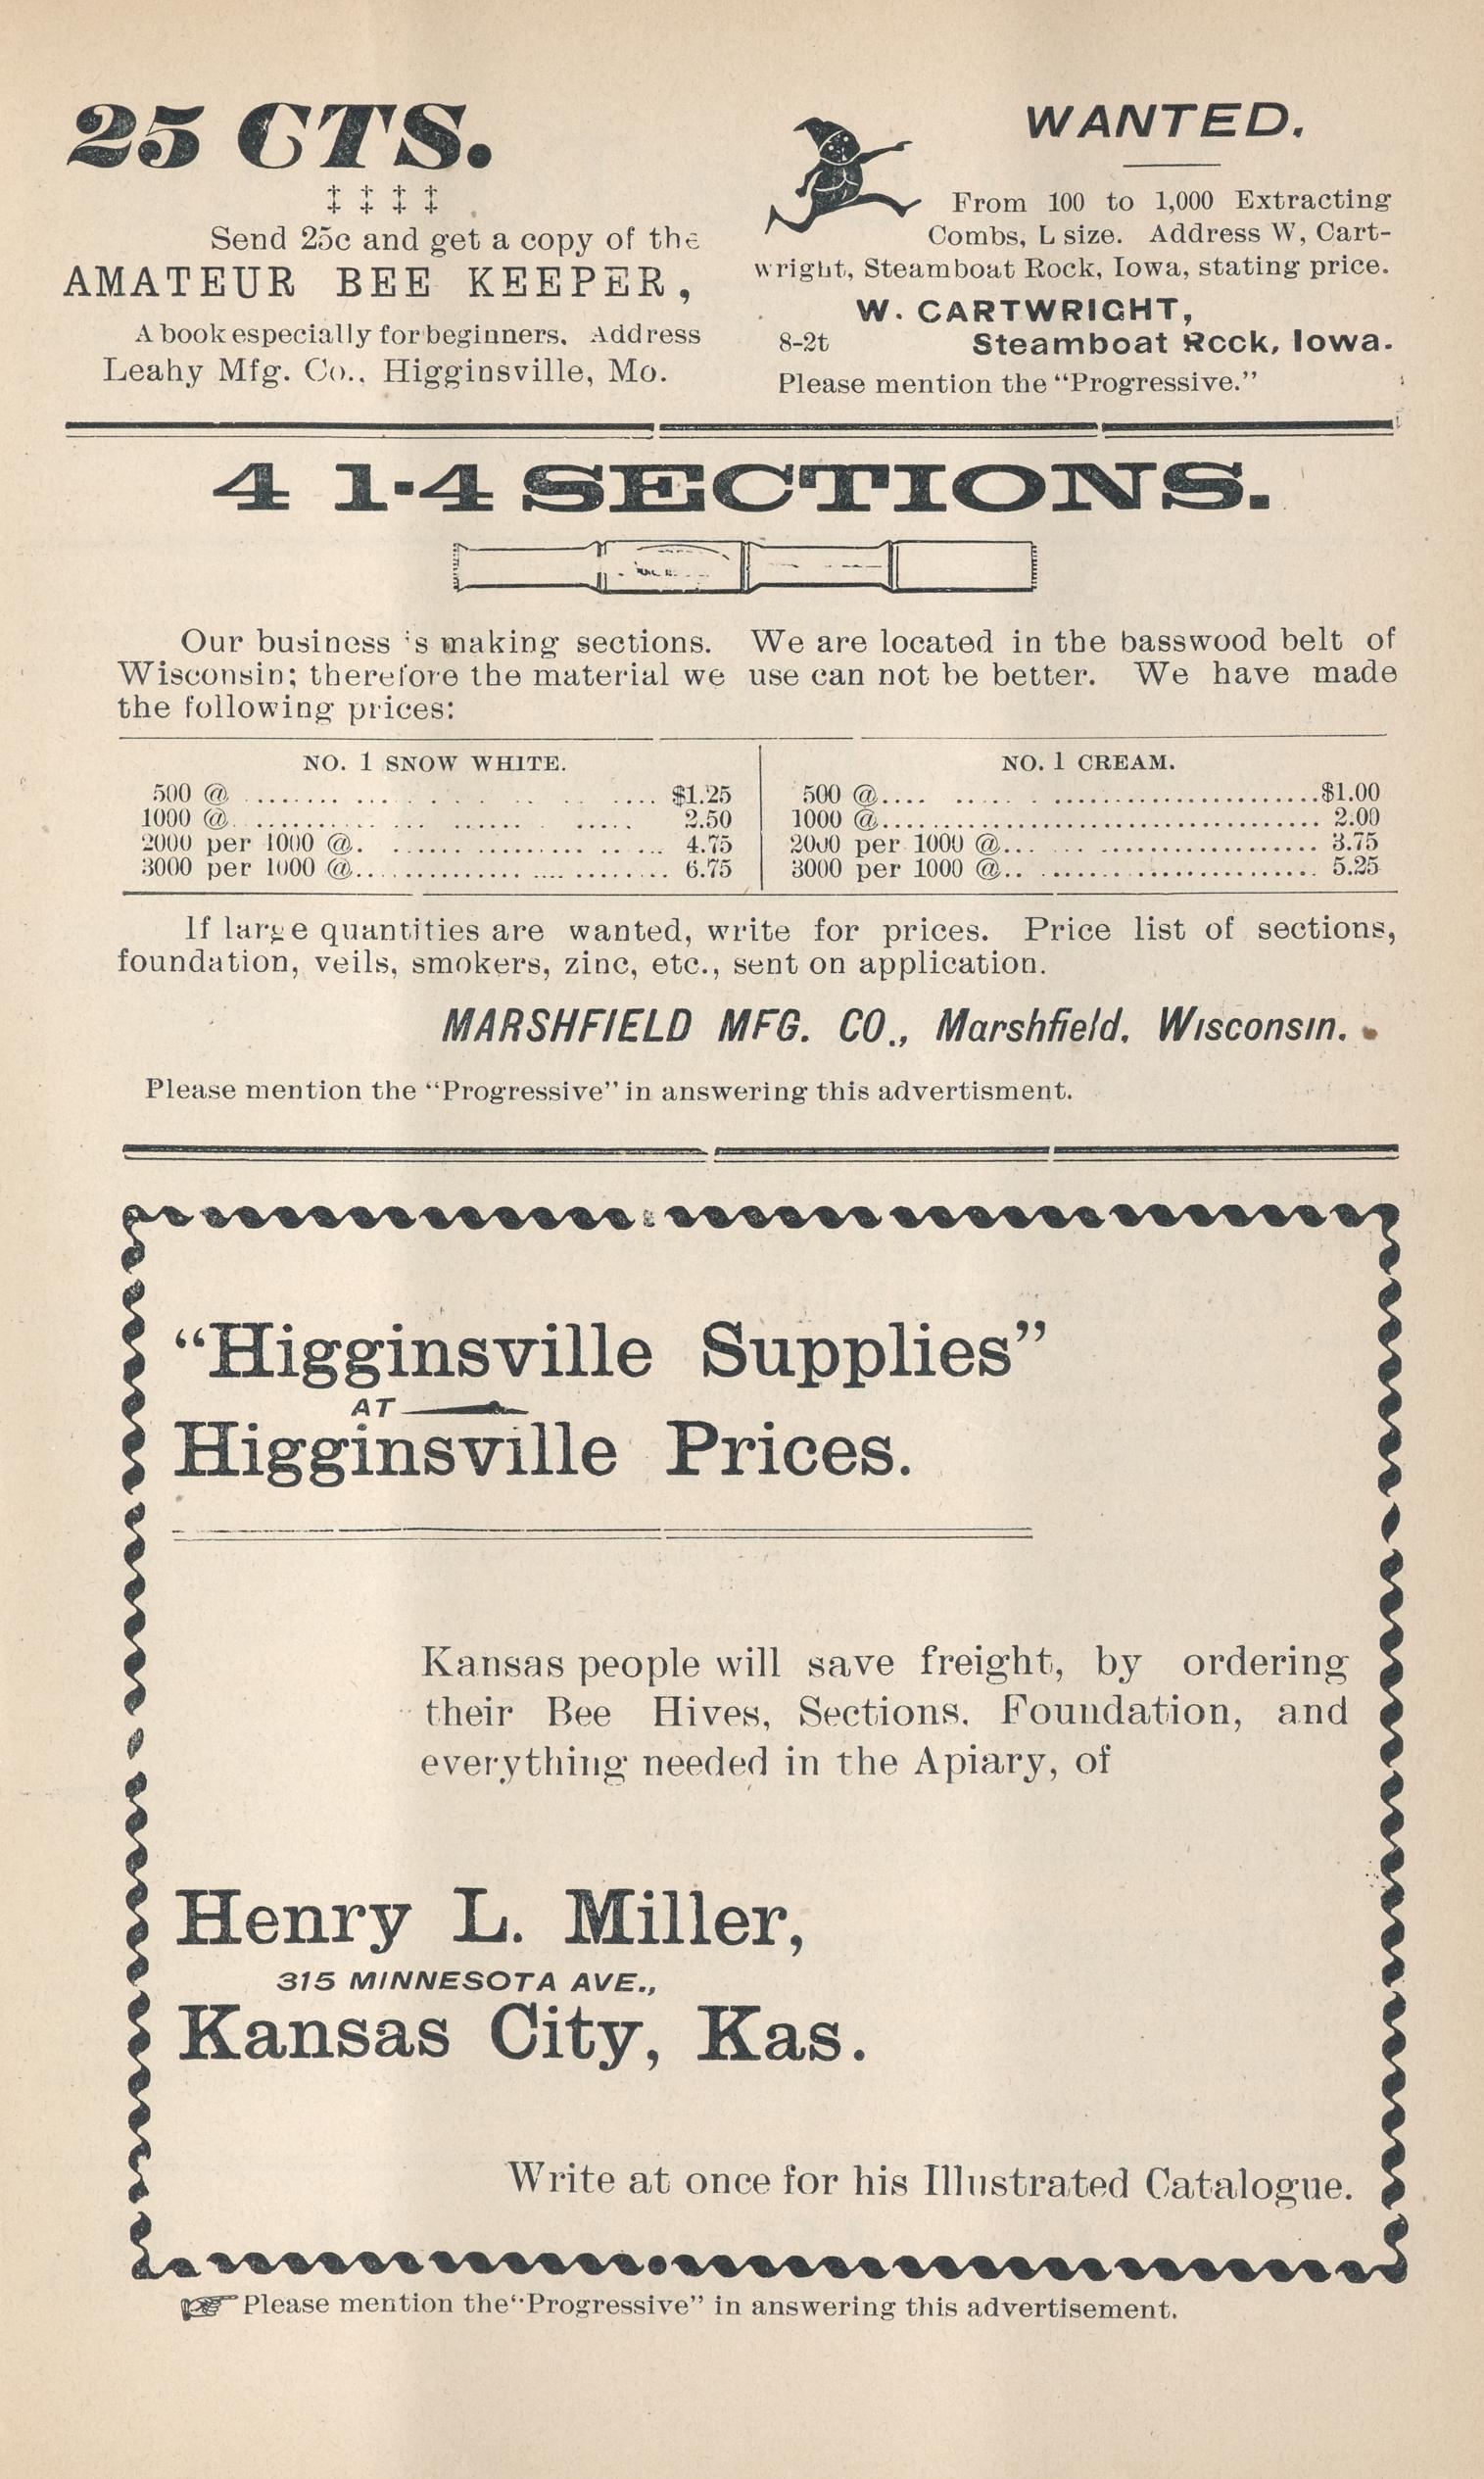 25 CTS.
‡ ‡ ‡ ‡
Send 25c and get a copy of the
AMATEUR BEE KEEPER,
A book especially for beginners. Address
Leahy Mfg. Co., Higginsville, Mo.
WANTED.
From 100 to 1,000 Extracting
Combs, L size. Address W, Cart-
wright, Steamboat Rock, Iowa, stating price.
W. CARTWRIGHT,
8-2t Steamboat Rock, Iowa.
Please mention the "Progressive."
4 1-4 SECTIONS.
Our business is making sections. We are located in the basswood belt of
Wisconsin; therefore the material we use can not be better. We have made
the following prices:
NO. 1 SNOW WHITE.
500 @ .... $1.25
1000 @ .... 2.50
2000 per 1000 @ .... 4.75
3000 per 1000 @ .... 6.75
NO. 1 CREAM.
500 @ .... $1.00
1000 @ .... 2.00
2000 per 1000 @ .... 3.75
3000 per 1000 @ .... 5.25
If large quantities are wanted, write for prices. Price list of sections,
foundation, veils, smokers, zinc, etc., sent on application.
MARSHFIELD MFG. CO., Marshfield, Wisconsin.
Please mention the "Progressive" in answering this advertisment.
"Higginsville Supplies"
AT
Higginsville Prices.
Kansas people will save freight, by ordering
their Bee Hives, Sections, Foundation, and
everything needed in the Apiary, of
Henry L. Miller,
315 MINNESOTA AVE.,
Kansas City, Kas.
Write at once for his Illustrated Catalogue.
☞ Please mention the "Progressive" in answering this advertisement.